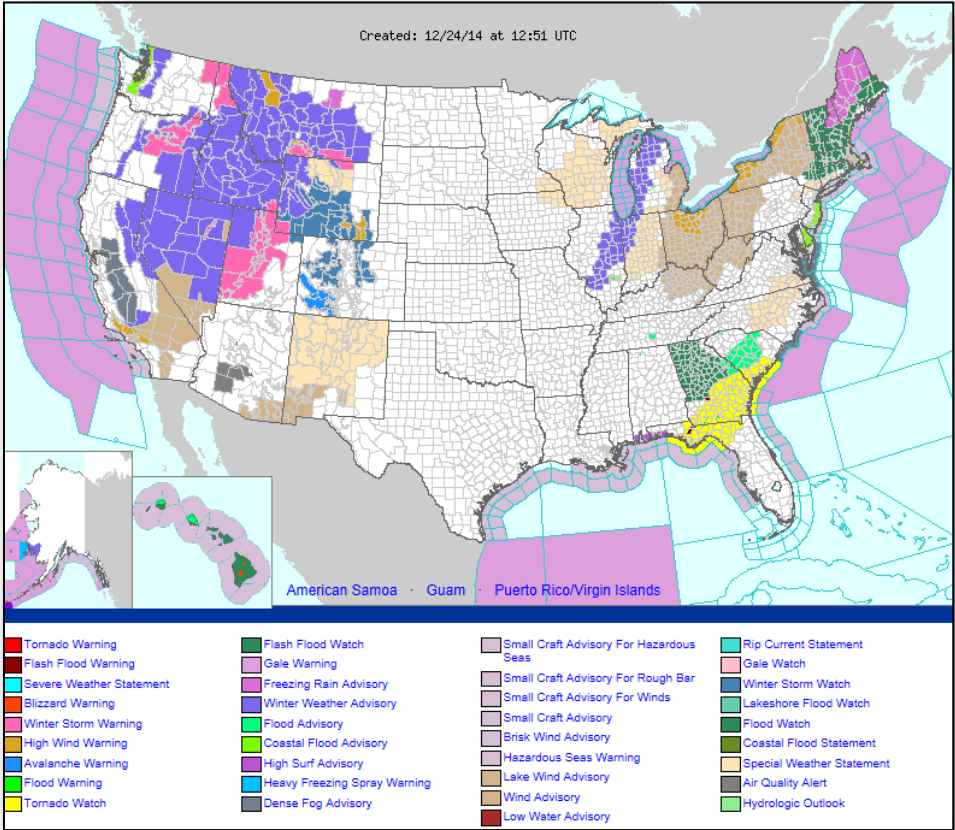 Created: 12/24/14 at 12:51 UTC
American Samoa · Guam · Puerto Rico/Virgin Islands
Tornado Warning
Flash Flood Warning
Severe Weather Statement
Blizzard Warning
Winter Storm Warning
High Wind Warning
Avalanche Warning
Flood Warning
Tornado Watch
Flash Flood Watch
Gale Warning
Freezing Rain Advisory
Winter Weather Advisory
Flood Advisory
Coastal Flood Advisory
High Surf Advisory
Heavy Freezing Spray Warning
Dense Fog Advisory
Small Craft Advisory For Hazardous
Seas
Small Craft Advisory For Rough Bar
Small Craft Advisory For Winds
Small Craft Advisory
Brisk Wind Advisory
Hazardous Seas Warning
Lake Wind Advisory
Wind Advisory
Low Water Advisory
Rip Current Statement
Gale Watch
Winter Storm Watch
Lakeshore Flood Watch
Flood Watch
Coastal Flood Statement
Special Weather Statement
Air Quality Alert
Hydrologic Outlook